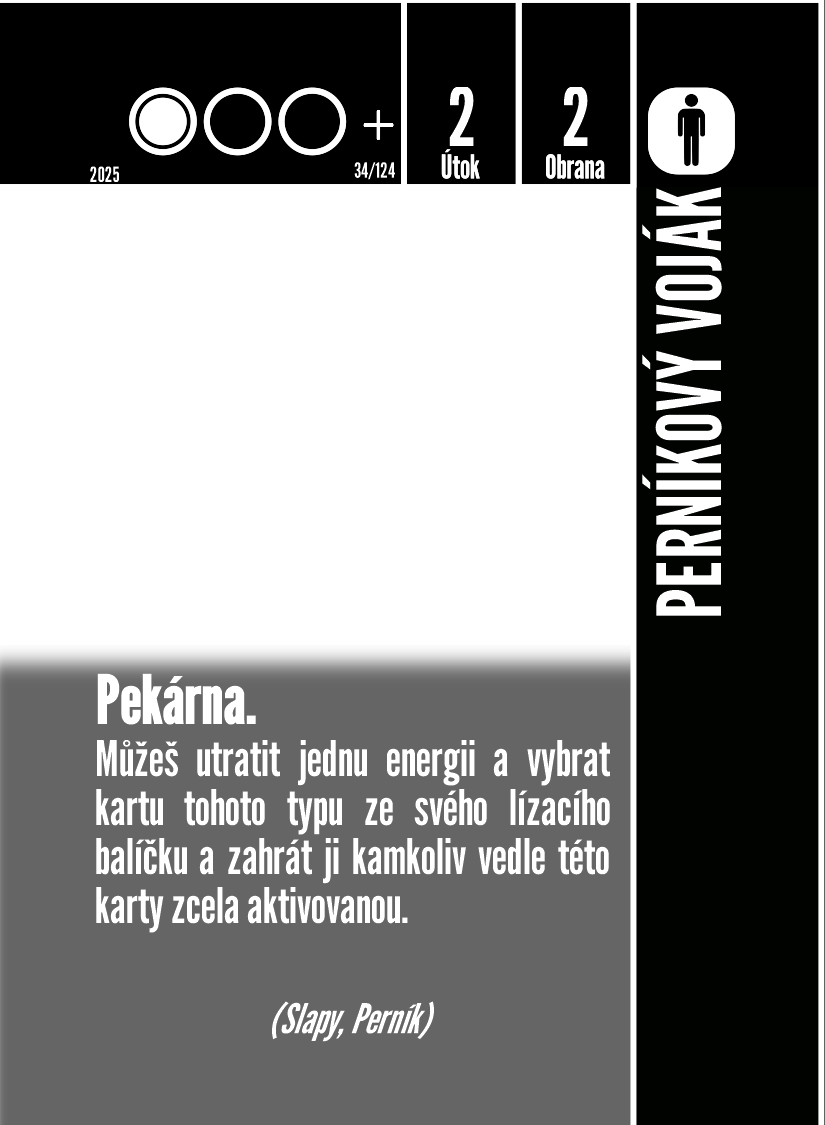 2025
+
34/124
2
Útok
2
Obrana
PERNÍKOVÝ VOJÁK
Pekárna.
Můžeš utratit jednu energii a vybrat
kartu tohoto typu ze svého lízacího
balíčku a zahrát ji kamkoliv vedle této
karty zcela aktivovanou.
(Slapy, Perník)